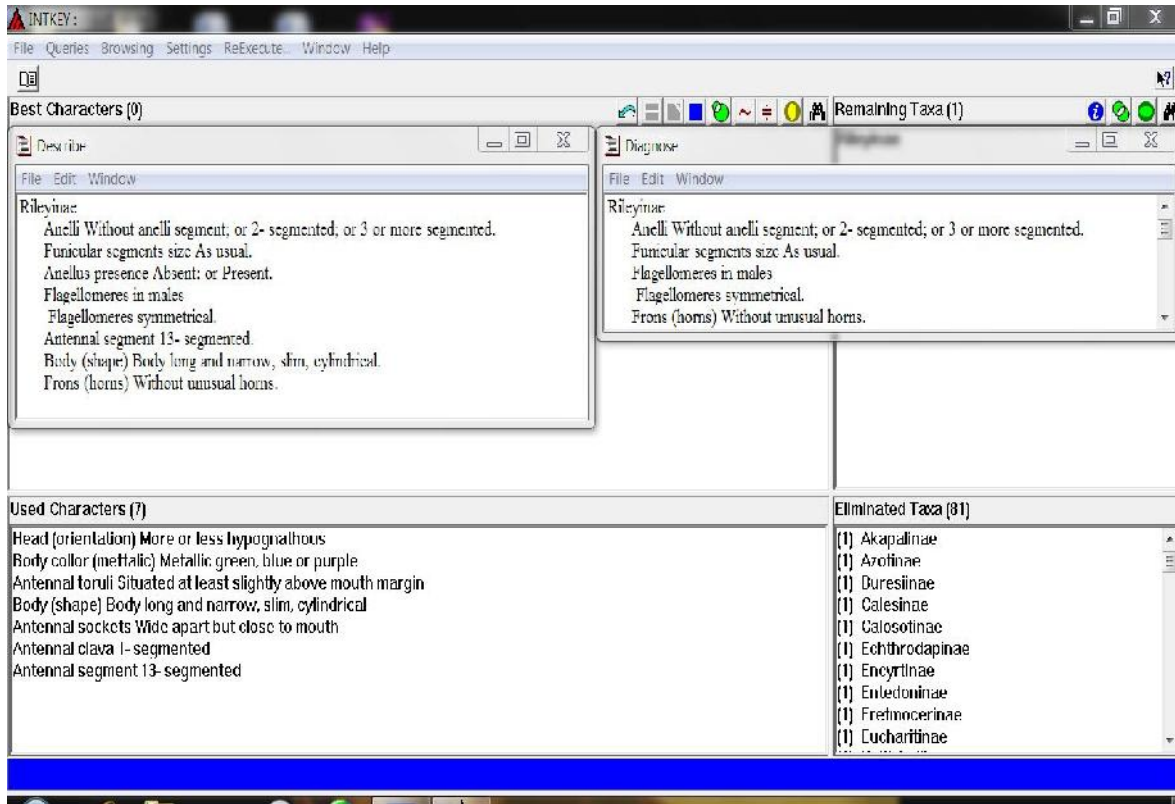 INTKEY:
File Queries Browsing Settings ReExecute... Window Help
Best Characters (0)
Remaining Taxa (1)
Describe
File Edit Window
Rileyinae
Anelli Without anelli segment; or 2- segmented; or 3 or more segmented.
Funicular segments size As usual.
Anellus presence Absent; or Present.
Flagellomeres in males
Flagellomeres symmetrical.
Antennal segment 13- segmented.
Body (shape) Body long and narrow, slim, cylindrical.
Frons (horns) Without unusual horns.
Diagnose
File Edit Window
Rileyinae
Anelli Without anelli segment; or 2- segmented; or 3 or more segmented.
Funicular segments size As usual.
Flagellomeres in males
Flagellomeres symmetrical.
Frons (horns) Without unusual horns.
Used Characters (7)
Head (orientation) More or less hypognathous
Body collor (mettalic) Metallic green, blue or purple
Antennal toruli Situated at least slightly above mouth margin
Body (shape) Body long and narrow, slim, cylindrical
Antennal sockets Wide apart but close to mouth
Antennal clava 1- segmented
Antennal segment 13- segmented
Eliminated Taxa (81)
(1) Akapalinae
(1) Azotinae
(1) Buresiinae
(1) Calesinae
(1) Calosotinae
(1) Echthrodapinae
(1) Encyrtinae
(1) Entedoninae
(1) Eretmocerinae
(1) Eucharitinae